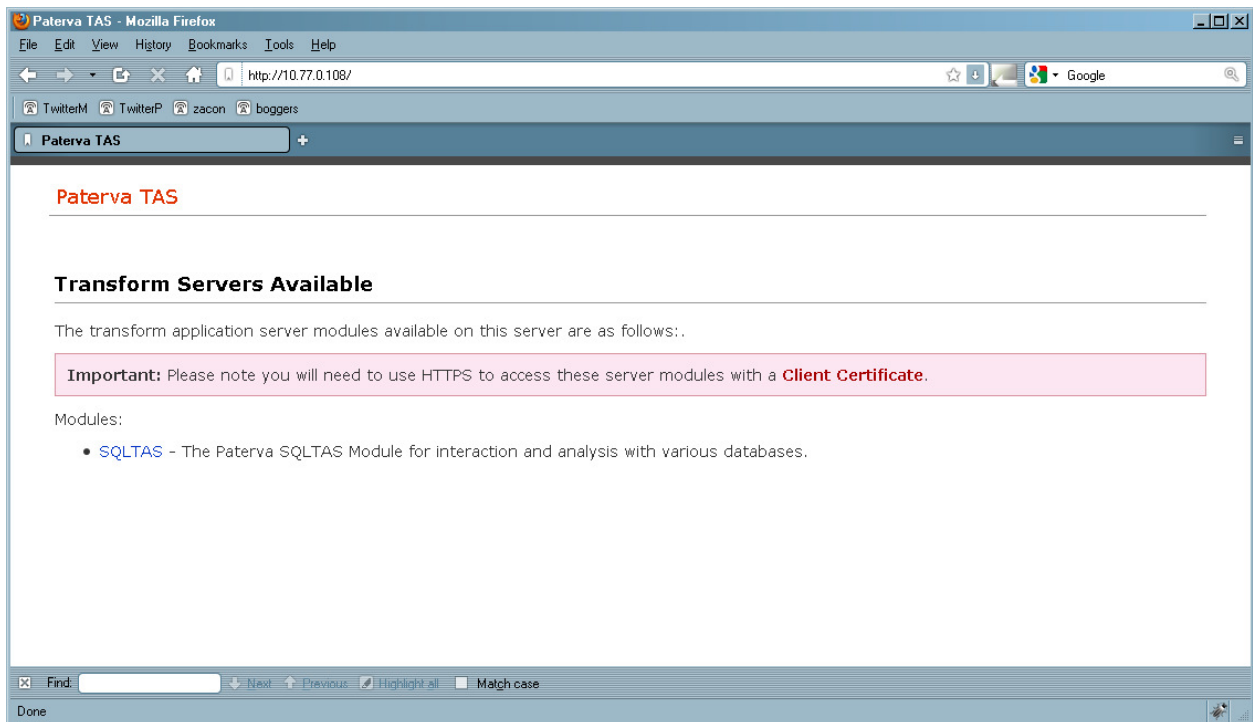 Paterva TAS - Mozilla Firefox
File Edit View History Bookmarks Tools Help
http://10.77.0.108/ Google
TwitterM TwitterP zacon boggers
Paterva TAS
Paterva TAS
Transform Servers Available
The transform application server modules available on this server are as follows:.
Important: Please note you will need to use HTTPS to access these server modules with a Client Certificate.
Modules:
• SQLTAS - The Paterva SQLTAS Module for interaction and analysis with various databases.
Find: Next Previous Highlight all Match case
Done